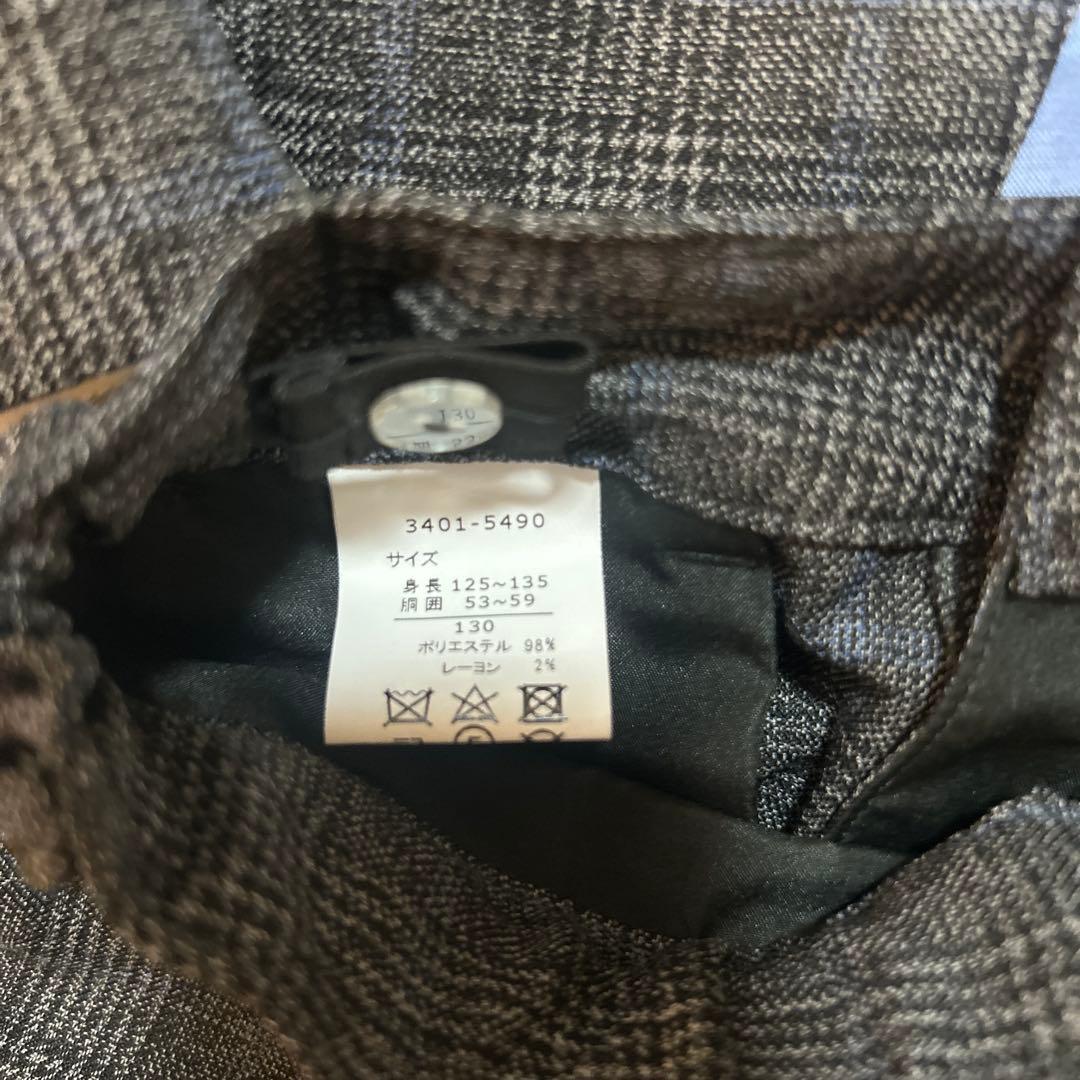 130
3401-5490
サイズ
身長 125~135
胴囲 53~59
130
ポリエステル 98%
レーヨン 2%